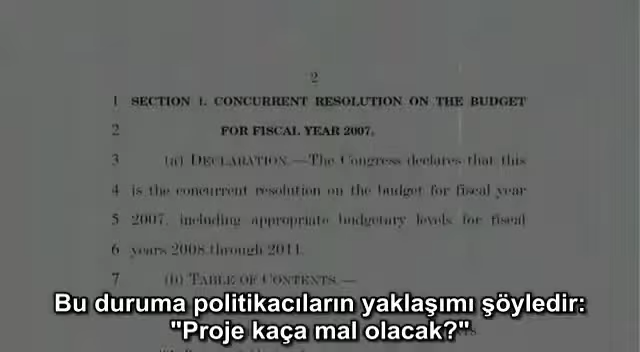 2
1 SECTION 1. CONCURRENT RESOLUTION ON THE BUDGET
2 FOR FISCAL YEAR 2007.
3 (a) DECLARATION.—The Congress declares that this
4 is the concurrent resolution on the budget for fiscal year
5 2007, including appropriate budgetary levels for fiscal
6 years 2008 through 2011.
7 (b) TABLE OF CONTENTS.—
Bu duruma politikacıların yaklaşımı şöyledir:
"Proje kaça mal olacak?"